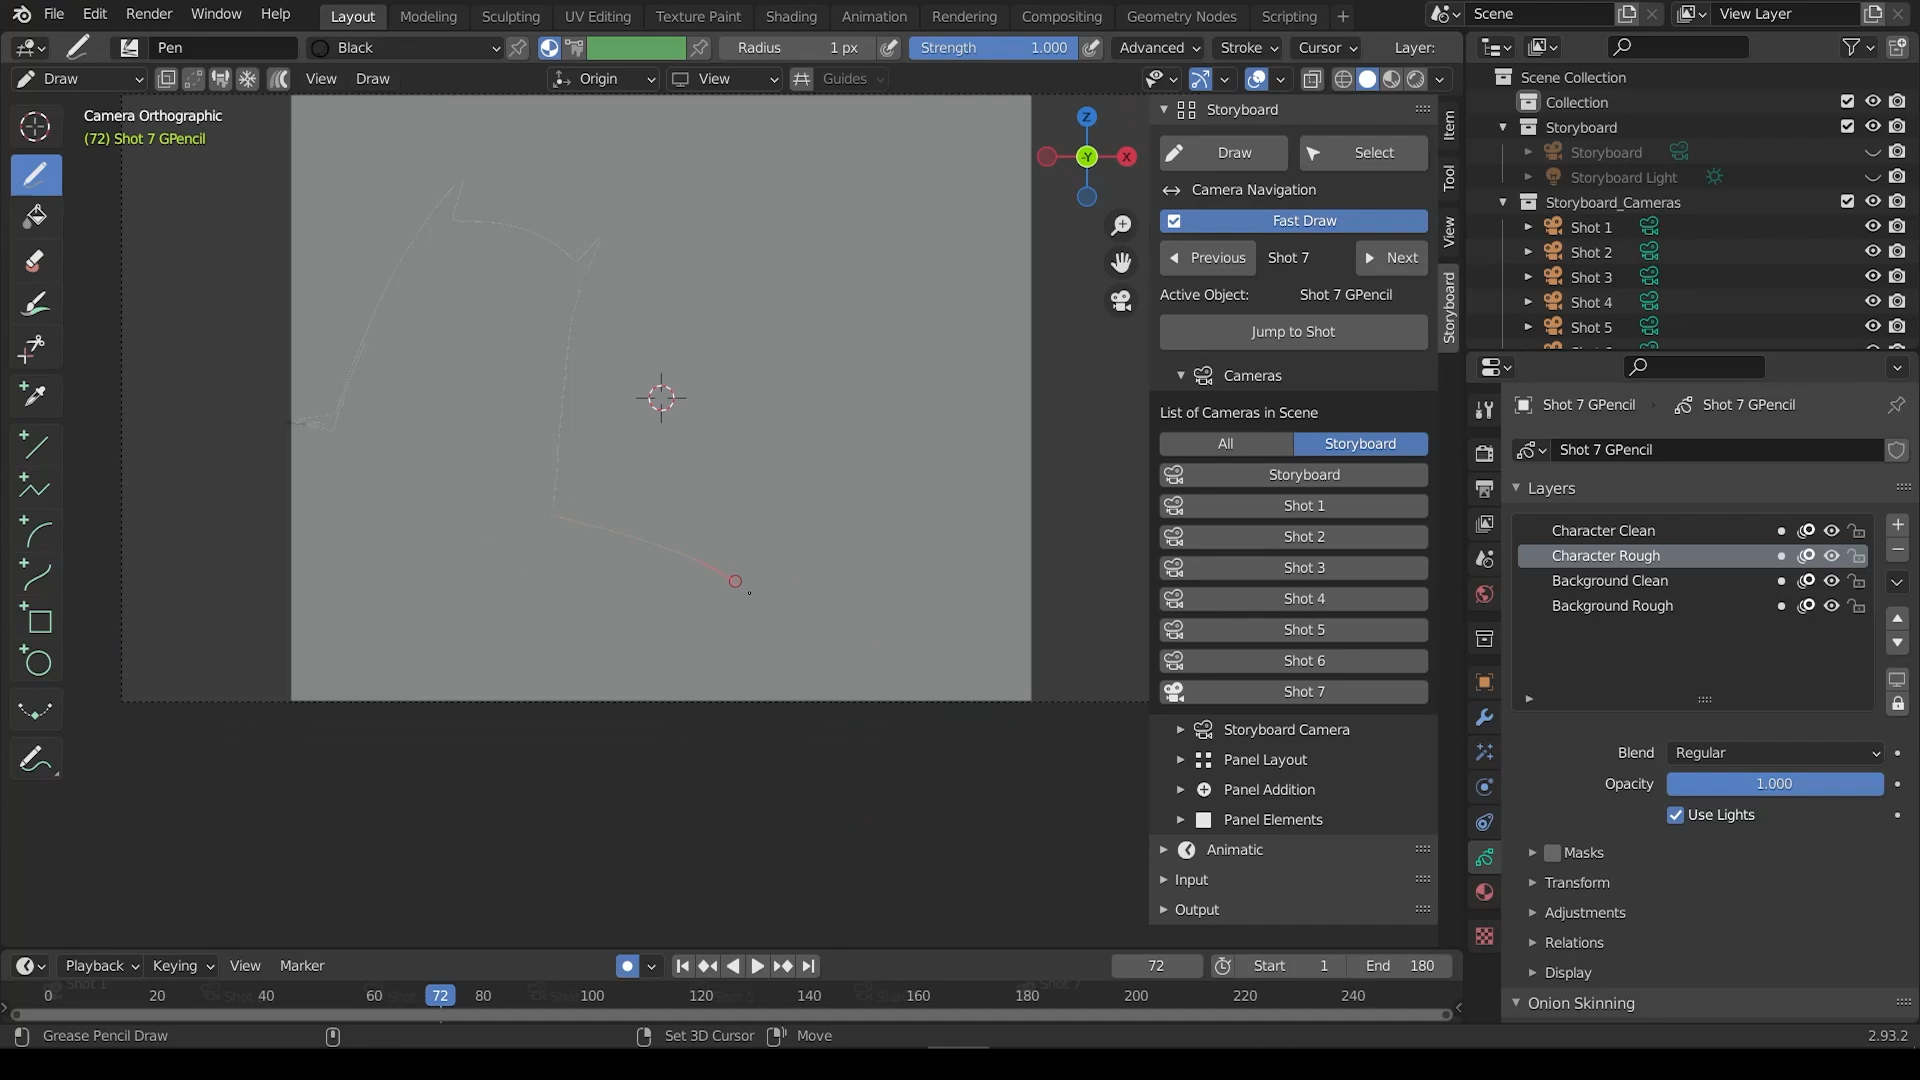 File Edit Render Window Help Layout Modeling Sculpting UV Editing Texture Paint Shading Animation Rendering Compositing Geometry Nodes Scripting + Scene View Layer
Pen Black Radius 1 px Strength 1.000 Advanced Stroke Cursor Layer:
Draw View Draw Origin View Guides
Camera Orthographic
(72) Shot 7 GPencil
Z
-Y
X
Storyboard
Draw Select
Camera Navigation
Fast Draw
Previous Shot 7 Next
Active Object: Shot 7 GPencil
Jump to Shot
Cameras
List of Cameras in Scene
All Storyboard
Storyboard
Shot 1
Shot 2
Shot 3
Shot 4
Shot 5
Shot 6
Shot 7
Storyboard Camera
Panel Layout
Panel Addition
Panel Elements
Animatic
Input
Output
Item
Tool
View
Storyboard
Scene Collection
Collection
Storyboard
Storyboard
Storyboard Light
Storyboard_Cameras
Shot 1
Shot 2
Shot 3
Shot 4
Shot 5
Shot 7 GPencil Shot 7 GPencil
Shot 7 GPencil
Layers
Character Clean
Character Rough
Background Clean
Background Rough
Blend Regular
Opacity 1.000
Use Lights
Masks
Transform
Adjustments
Relations
Display
Onion Skinning
Playback Keying View Marker 72 Start 1 End 180
0 20 40 60 72 80 100 120 140 160 180 200 220 240
Shot 1
Shot 7
Grease Pencil Draw Set 3D Cursor Move 2.93.2